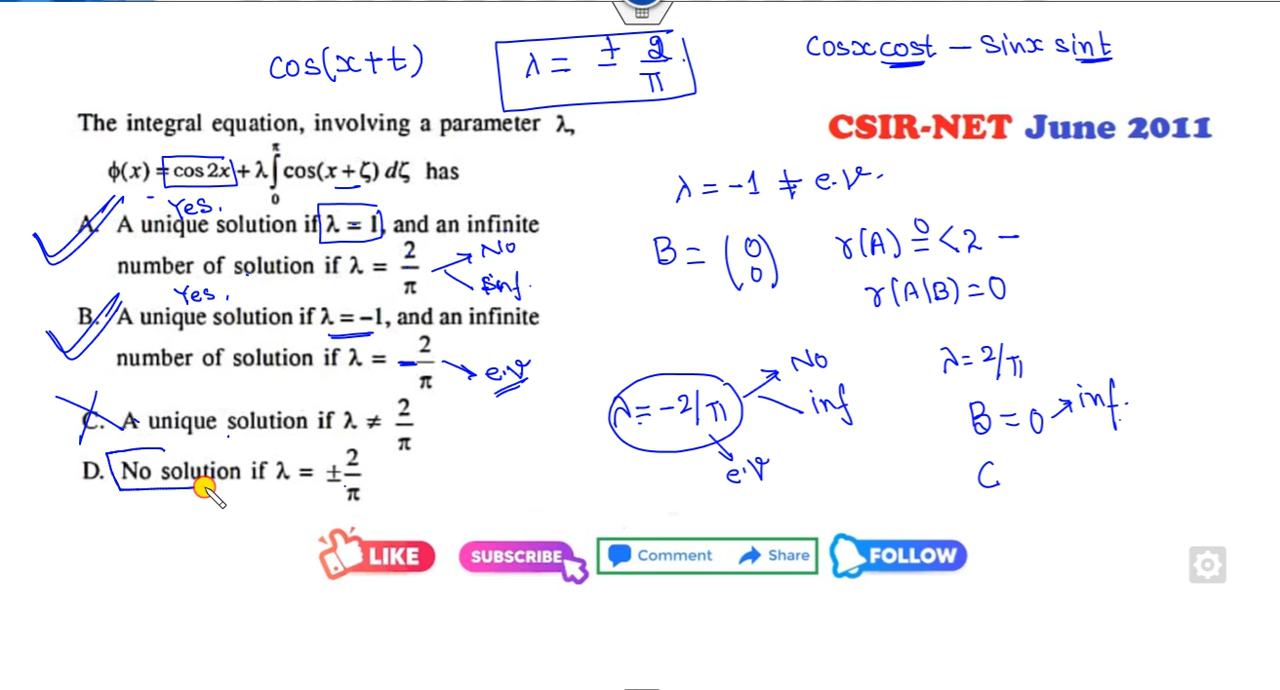 cos(x+t)
λ = ± 2/π
cosx cost − sinx sint
The integral equation, involving a parameter λ,
CSIR-NET June 2011
ϕ(x) = cos 2x + λ∫₀^π cos(x + ζ) dζ has
λ = -1 ≠ e.v.
Yes.
A. A unique solution if λ = 1, and an infinite
number of solution if λ = 2/π
No
inf.
B = (0 0)
r(A) = 0 < 2 −
r(A|B) = 0
Yes.
B. A unique solution if λ = −1, and an infinite
number of solution if λ = − 2/π
e.v
λ = -2/π
No
inf
e.v
λ = 2/π
B = 0 → inf.
C
C. A unique solution if λ ≠ 2/π
D. No solution if λ = ± 2/π
LIKE
SUBSCRIBE
Comment
Share
FOLLOW